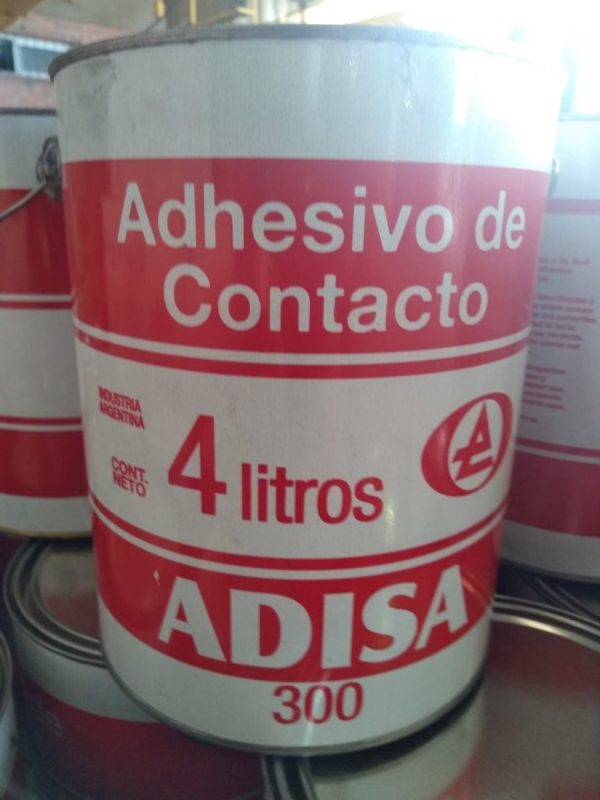 Adhesivo de
Contacto
INDUSTRIA
ARGENTINA
CONT.
NETO
4 litros
ADISA
300